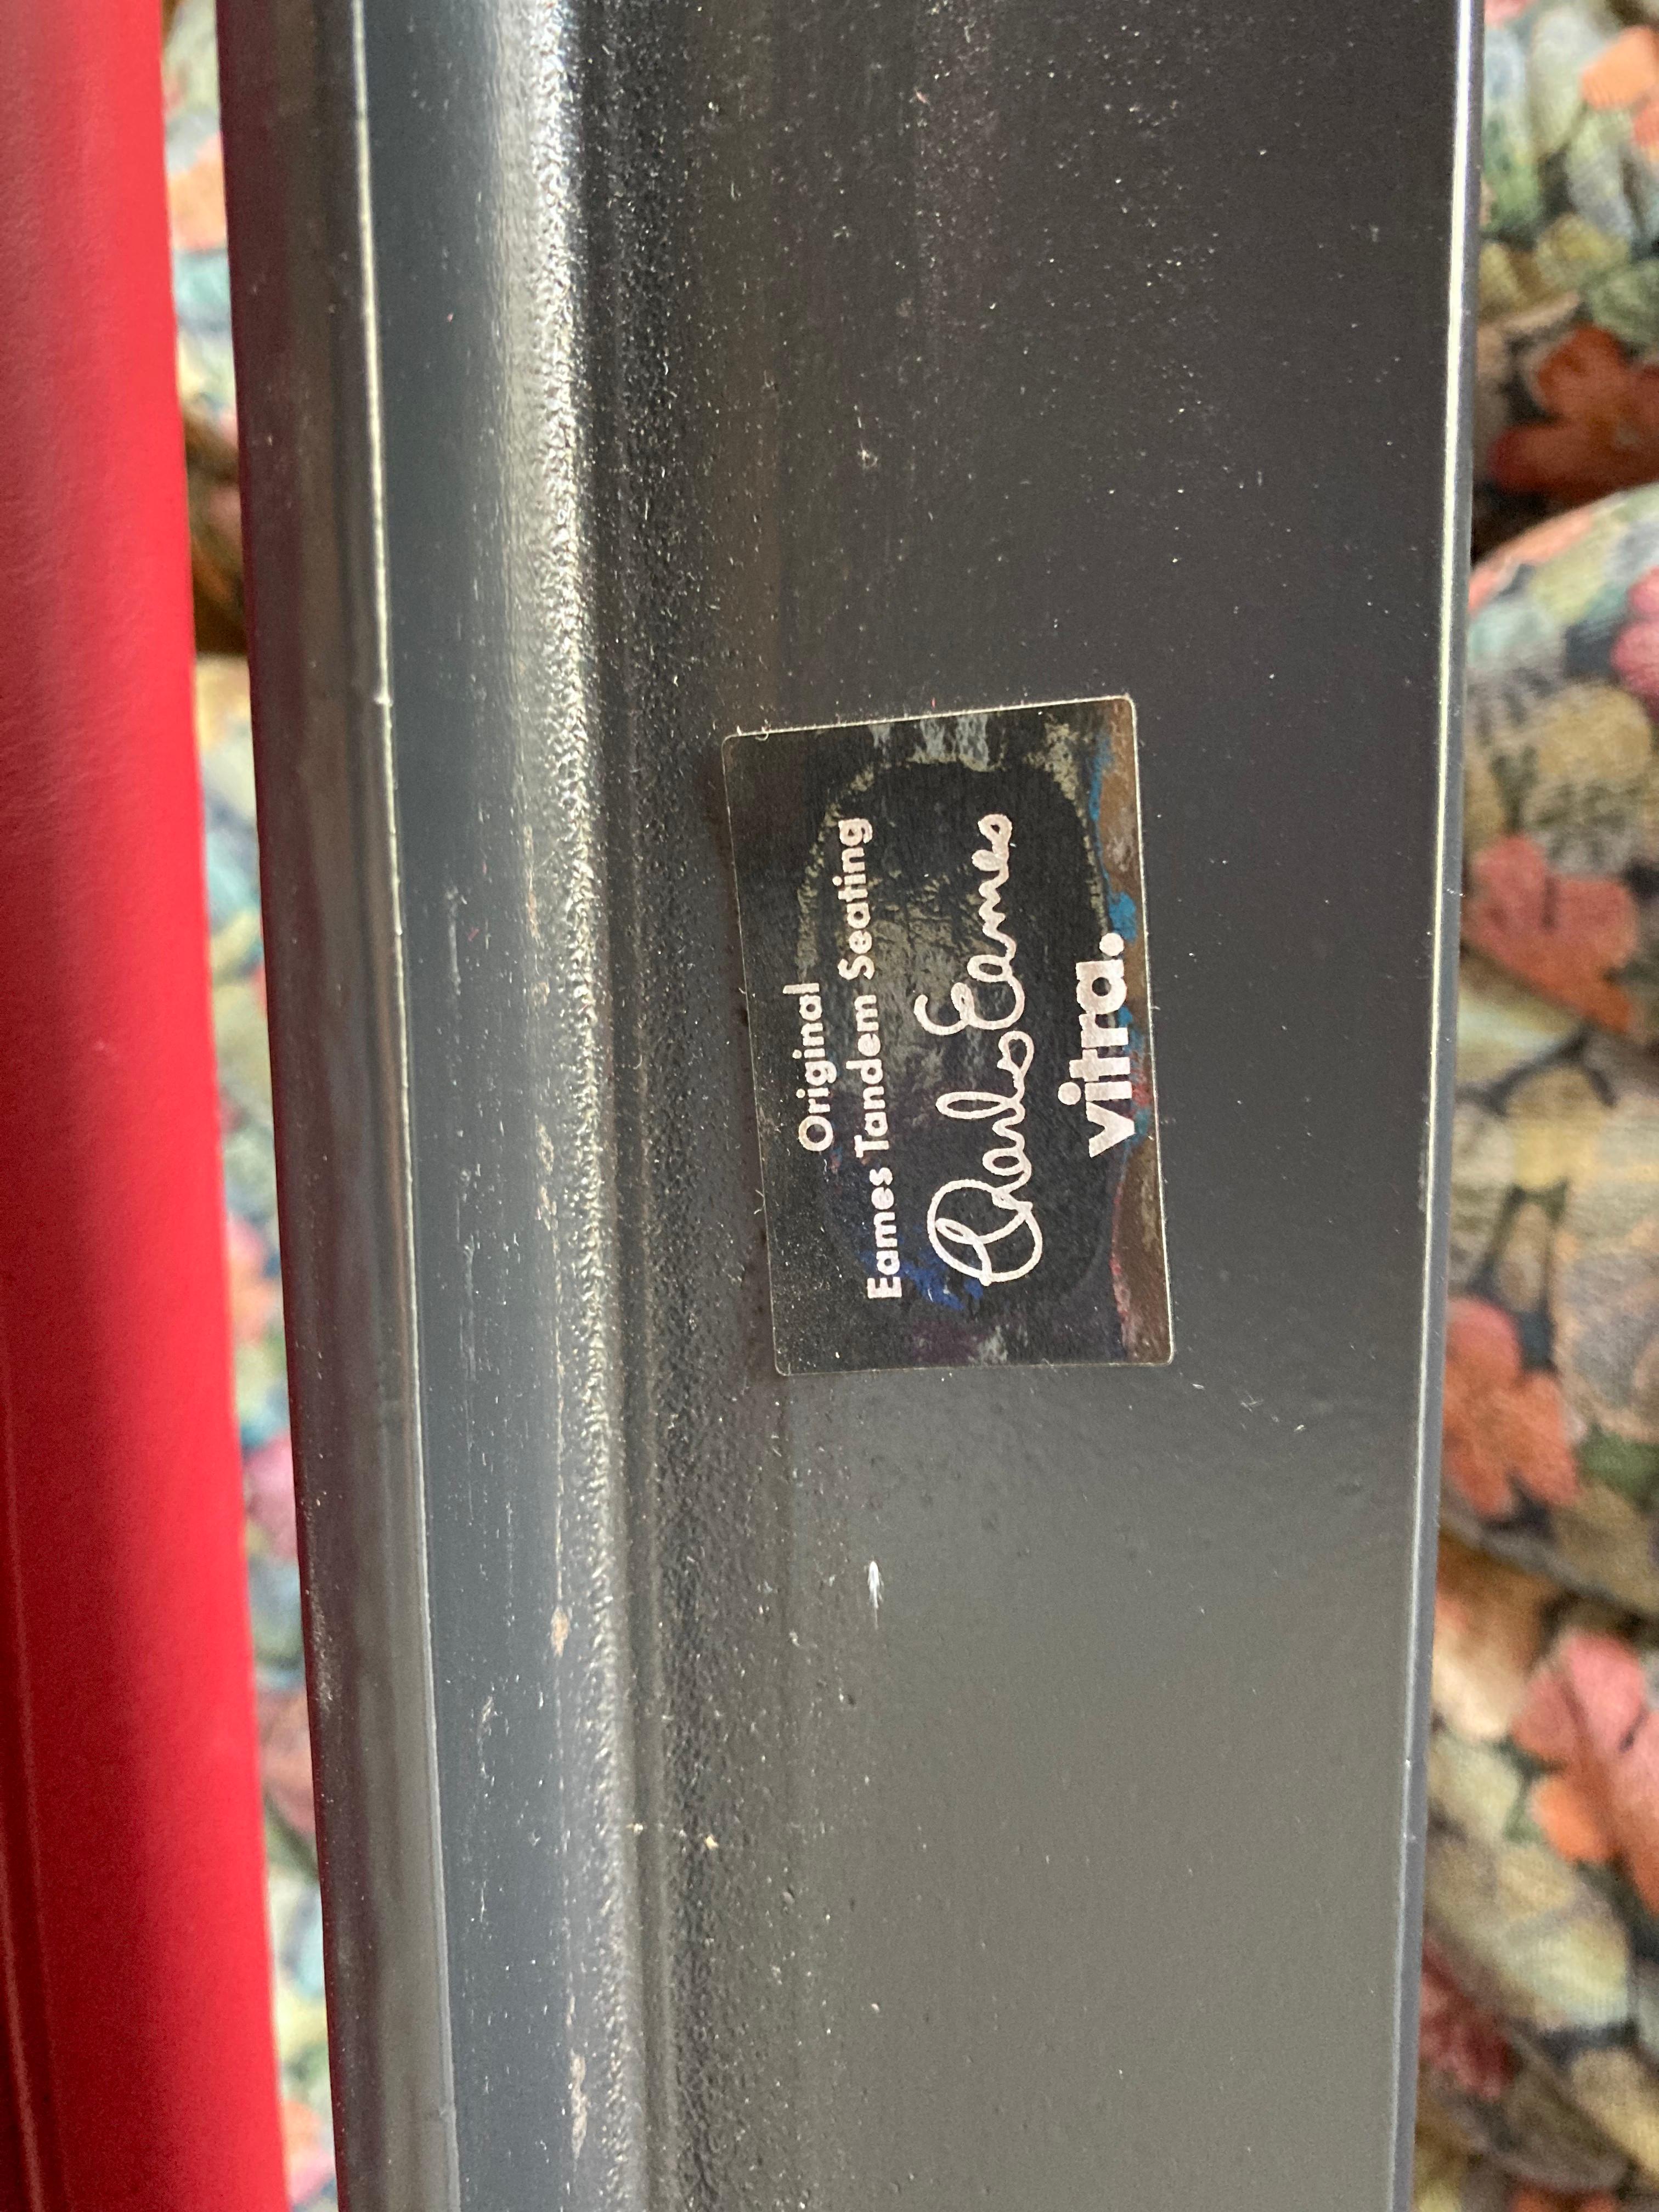 Original
Eames Tandem Seating
Charles Eames
vitra.